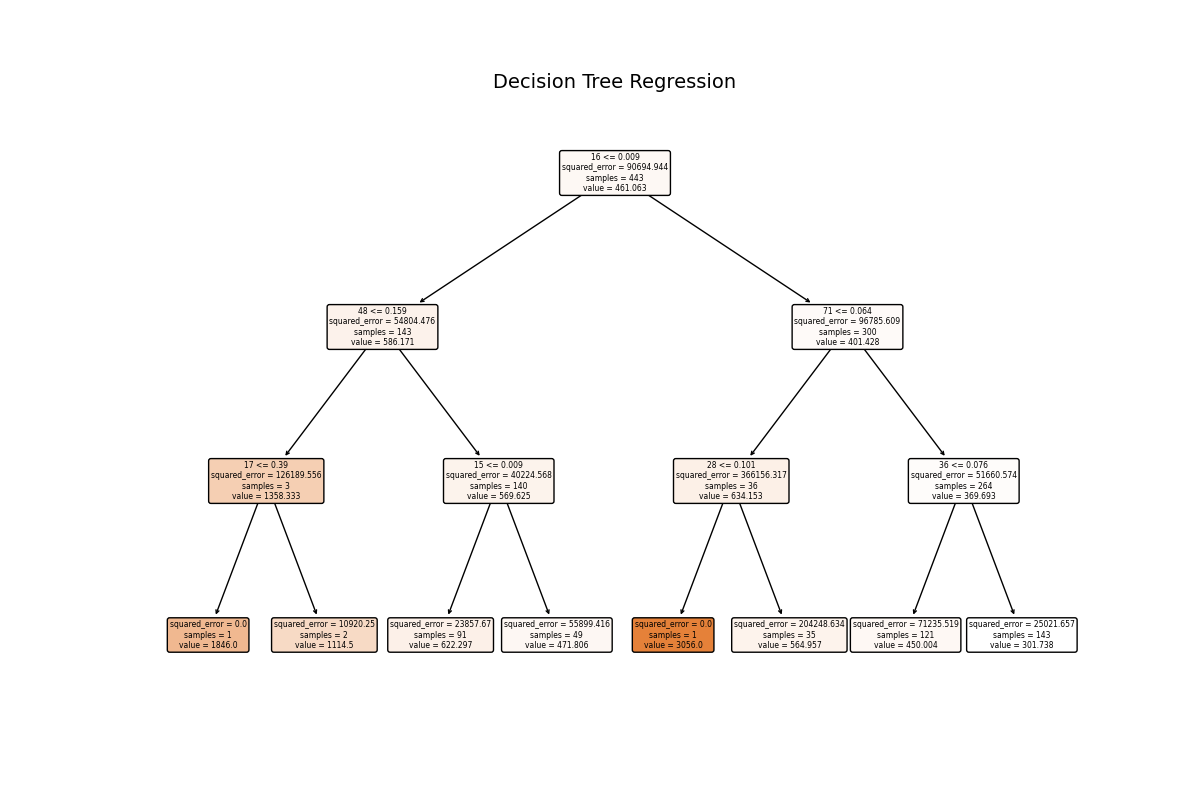 Decision Tree Regression
16 <= 0.009
squared_error = 90694.944
samples = 443
value = 461.063
48 <= 0.159
squared_error = 54804.476
samples = 143
value = 586.171
71 <= 0.064
squared_error = 96785.609
samples = 300
value = 401.428
17 <= 0.39
squared_error = 126189.556
samples = 3
value = 1358.333
15 <= 0.009
squared_error = 40224.568
samples = 140
value = 569.625
28 <= 0.101
squared_error = 366156.317
samples = 36
value = 634.153
36 <= 0.076
squared_error = 51660.574
samples = 264
value = 369.693
squared_error = 0.0
samples = 1
value = 1846.0
squared_error = 10920.25
samples = 2
value = 1114.5
squared_error = 23857.67
samples = 91
value = 622.297
squared_error = 55899.416
samples = 49
value = 471.806
squared_error = 0.0
samples = 1
value = 3056.0
squared_error = 204248.634
samples = 35
value = 564.957
squared_error = 71235.519
samples = 121
value = 450.004
squared_error = 25021.657
samples = 143
value = 301.738